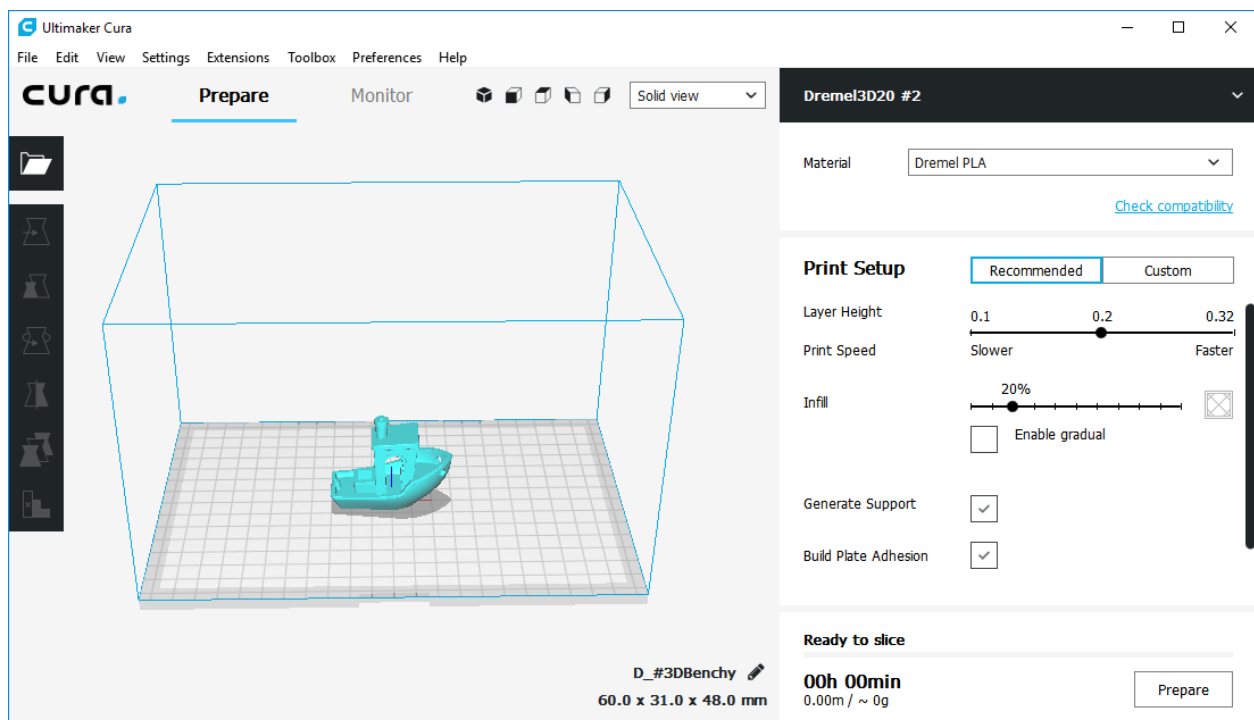 Ultimaker Cura
File Edit View Settings Extensions Toolbox Preferences Help
cura.
Prepare Monitor
Solid view
Dremel3D20 #2
Material Dremel PLA
Check compatibility
Print Setup Recommended Custom
Layer Height 0.1 0.2 0.32
Print Speed Slower Faster
20%
Infill
Enable gradual
Generate Support
Build Plate Adhesion
Ready to slice
00h 00min
0.00m / ~ 0g
Prepare
D_#3DBenchy
60.0 x 31.0 x 48.0 mm